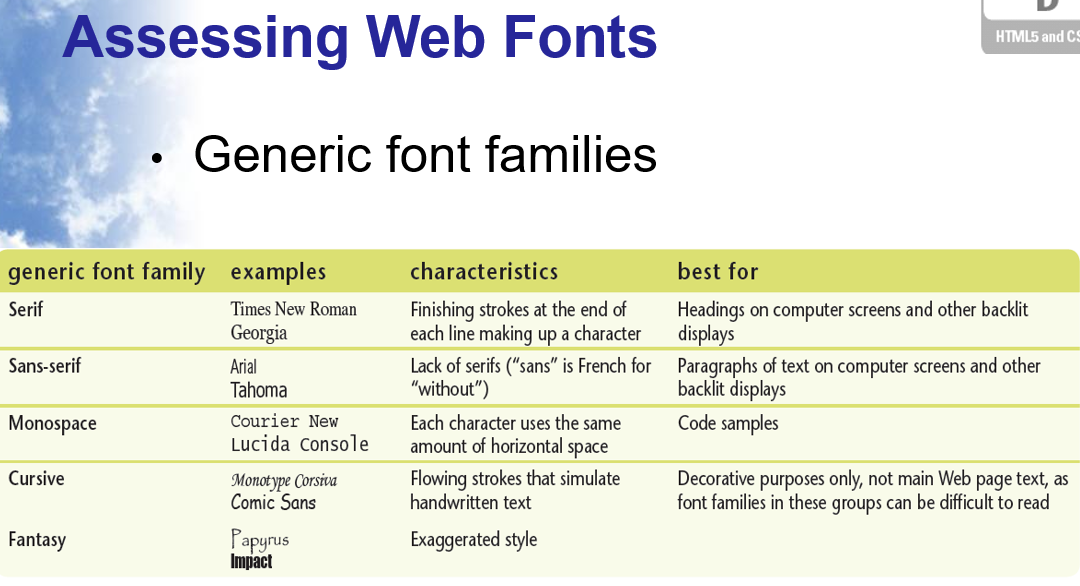 Assessing Web Fonts
HTML5 and
• Generic font families
generic font family examples characteristics best for
Serif Times New Roman Finishing strokes at the end of Headings on computer screens and other backlit
Georgia each line making up a character displays
Sans-serif Arial Lack of serifs (“sans” is French for Paragraphs of text on computer screens and other
Tahoma “without”) backlit displays
Monospace Courier New Each character uses the same Code samples
Lucida Console amount of horizontal space
Cursive Monotype Corsiva Flowing strokes that simulate Decorative purposes only, not main Web page text, as
Comic Sans handwritten text font families in these groups can be difficult to read
Fantasy Papyrus Exaggerated style
Impact